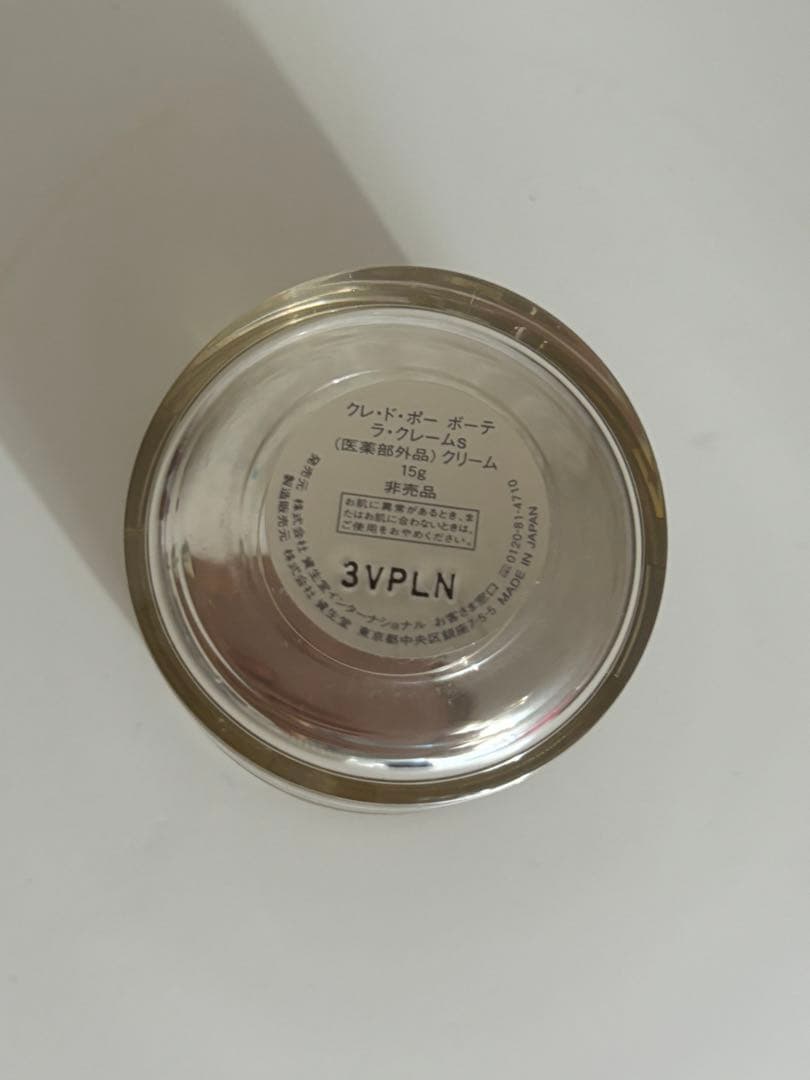 クレ・ド・ポー ボーテ
ラ・クレームs
(医薬部外品) クリーム
15g
非売品
お肌に異常があるとき、ま
たはお肌に合わないときは、
ご使用をおやめください。
3VPLN
発売元 株式会社 資生堂インターナショナル お客さま窓口 0120-81-4710
製造販売元 株式会社 資生堂 東京都中央区銀座7-5-5 MADE IN JAPAN